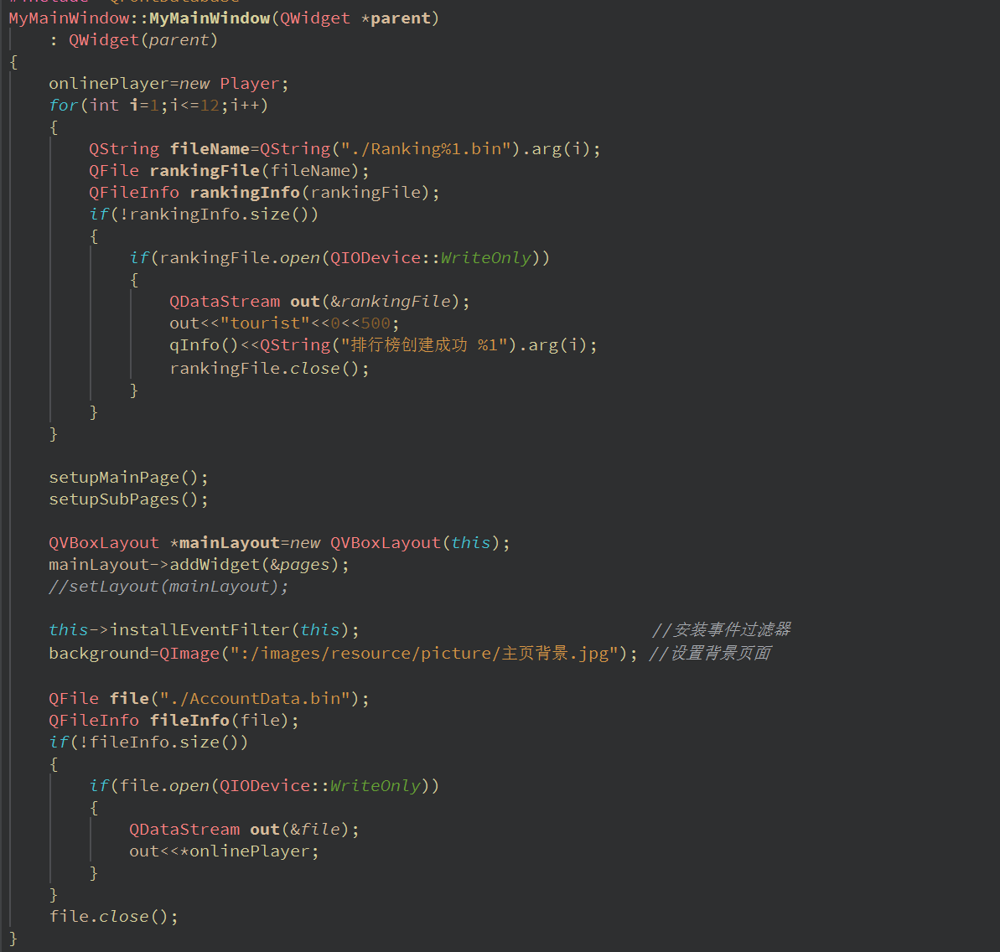 MyMainWindow::MyMainWindow(QWidget *parent)
    : QWidget(parent)
{
    onlinePlayer=new Player;
    for(int i=1;i<=12;i++)
    {
        QString fileName=QString("./Ranking%1.bin").arg(i);
        QFile rankingFile(fileName);
        QFileInfo rankingInfo(rankingFile);
        if(!rankingInfo.size())
        {
            if(rankingFile.open(QIODevice::WriteOnly))
            {
                QDataStream out(&rankingFile);
                out<<"tourist"<<0<<500;
                qInfo()<<QString("排行榜创建成功 %1").arg(i);
                rankingFile.close();
            }
        }
    }

    setupMainPage();
    setupSubPages();

    QVBoxLayout *mainLayout=new QVBoxLayout(this);
    mainLayout->addWidget(&pages);
    //setLayout(mainLayout);

    this->installEventFilter(this);                             //安装事件过滤器
    background=QImage(":/images/resource/picture/主页背景.jpg"); //设置背景页面

    QFile file("./AccountData.bin");
    QFileInfo fileInfo(file);
    if(!fileInfo.size())
    {
        if(file.open(QIODevice::WriteOnly))
        {
            QDataStream out(&file);
            out<<*onlinePlayer;
        }
    }
    file.close();
}